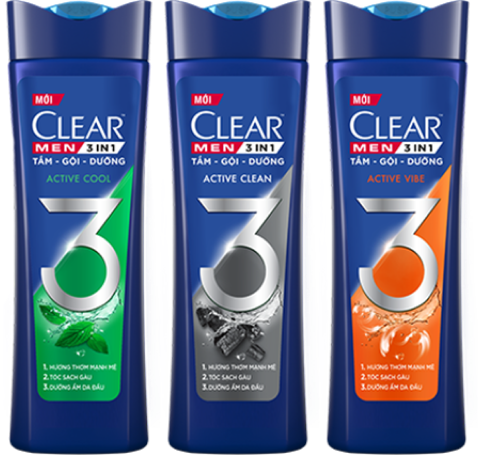 MỚI
CLEAR
MEN 3 IN 1
TẮM - GỘI - DƯỠNG
ACTIVE COOL
3
1. HƯƠNG THƠM MẠNH MẼ
2. TÓC SẠCH GÀU
3. DƯỠNG ẨM DA ĐẦU
MỚI
CLEAR
MEN 3 IN 1
TẮM - GỘI - DƯỠNG
ACTIVE CLEAN
3
1. HƯƠNG THƠM MẠNH MẼ
2. TÓC SẠCH GÀU
3. DƯỠNG ẨM DA ĐẦU
MỚI
CLEAR
MEN 3 IN 1
TẮM - GỘI - DƯỠNG
ACTIVE VIBE
3
1. HƯƠNG THƠM MẠNH MẼ
2. TÓC SẠCH GÀU
3. DƯỠNG ẨM DA ĐẦU